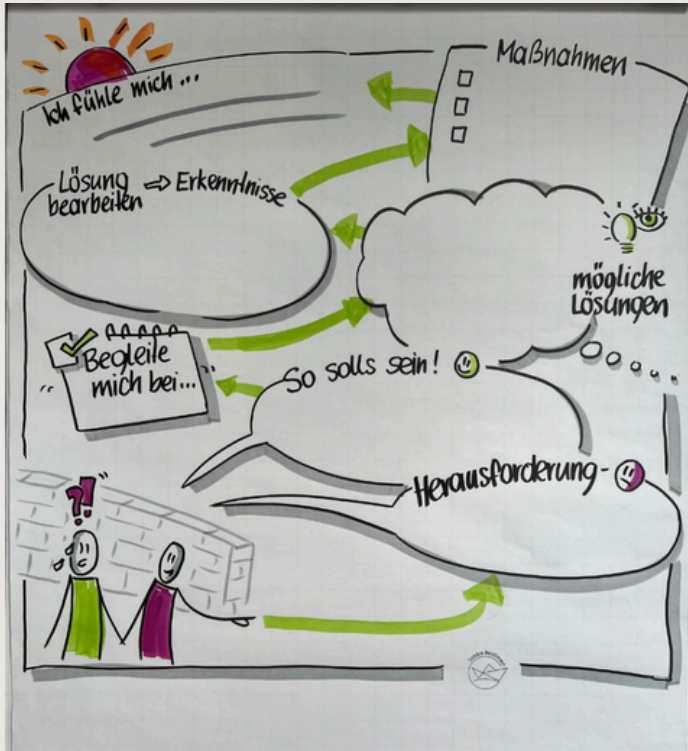 Ich fühle mich ...
Maßnahmen
Lösung ⇒ Erkenntnisse
bearbeiten
mögliche
Lösungen
Begleite
mich bei...
So solls sein!
Herausforderung -
?!